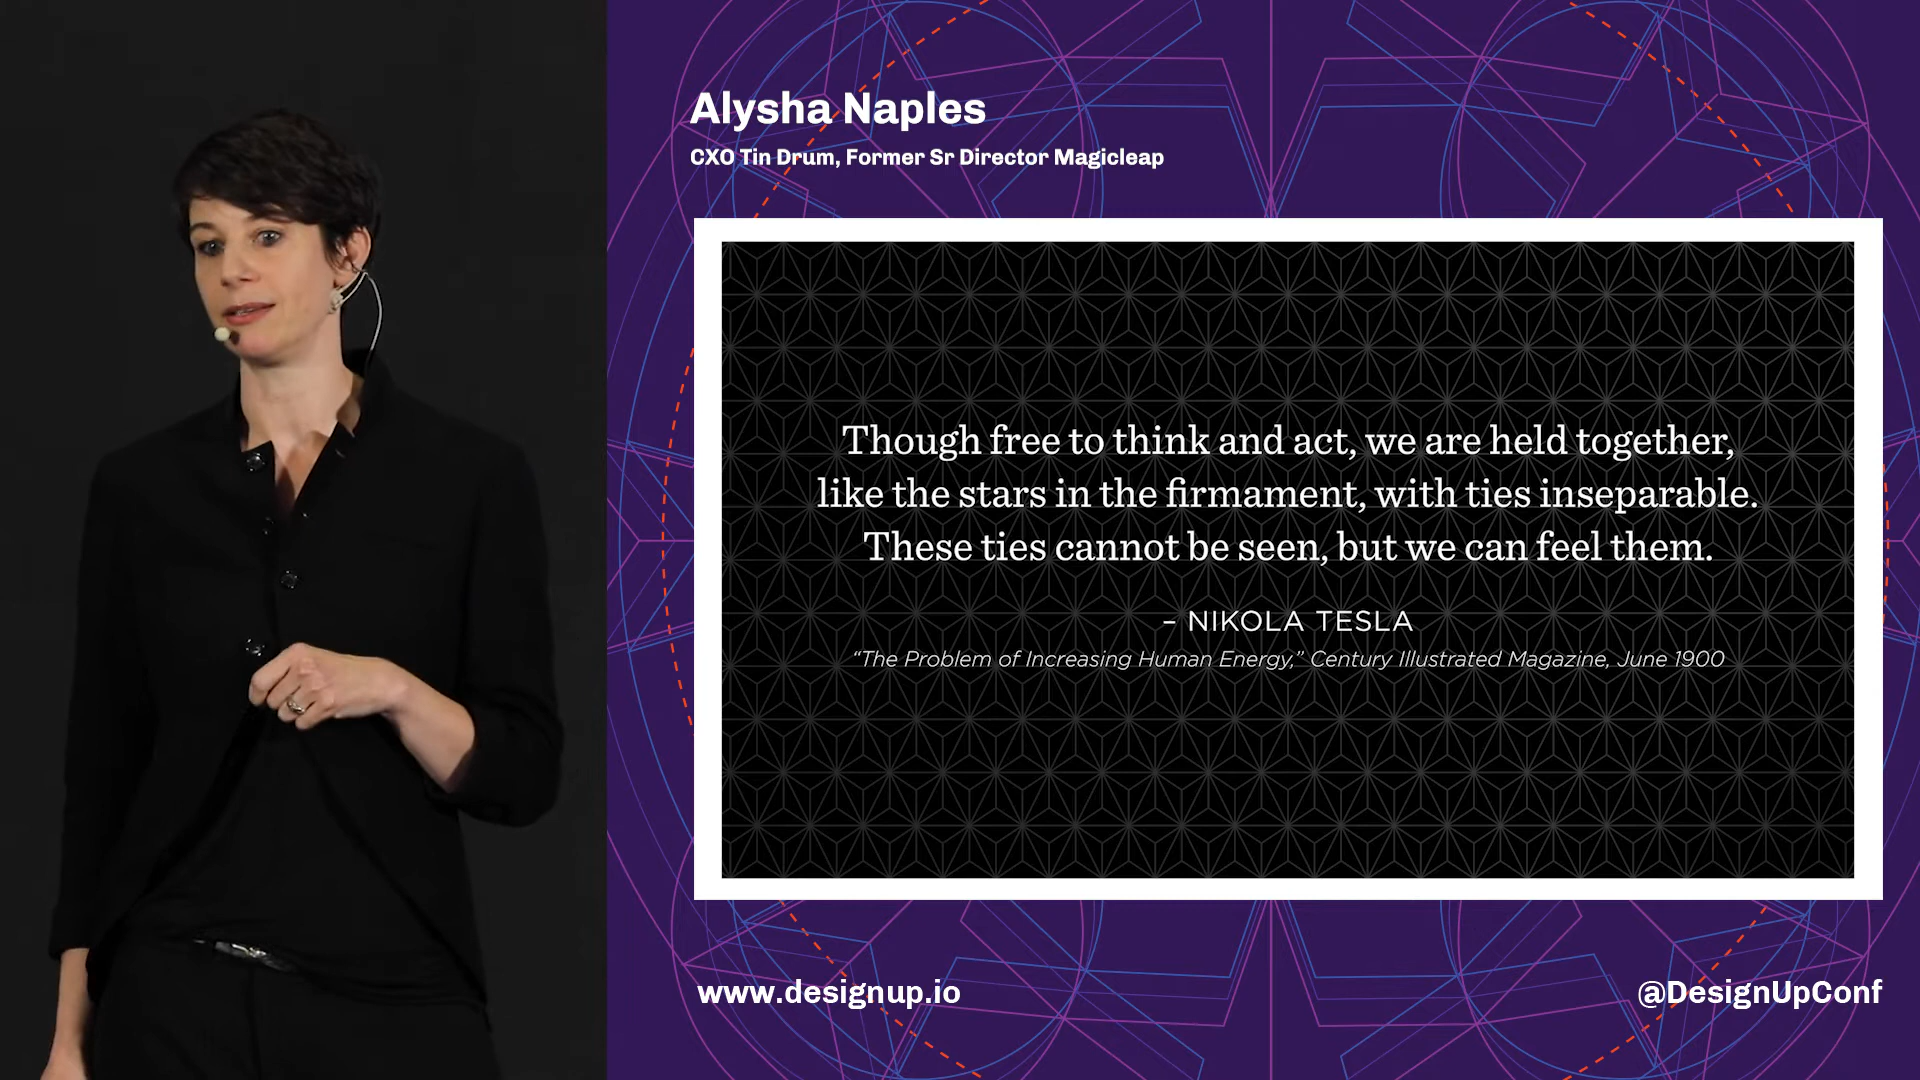 Alysha Naples
CXO Tin Drum, Former Sr Director Magicleap
Though free to think and act, we are held together,
like the stars in the firmament, with ties inseparable.
These ties cannot be seen, but we can feel them.
– NIKOLA TESLA
“The Problem of Increasing Human Energy,” Century Illustrated Magazine, June 1900
www.designup.io
@DesignUpConf